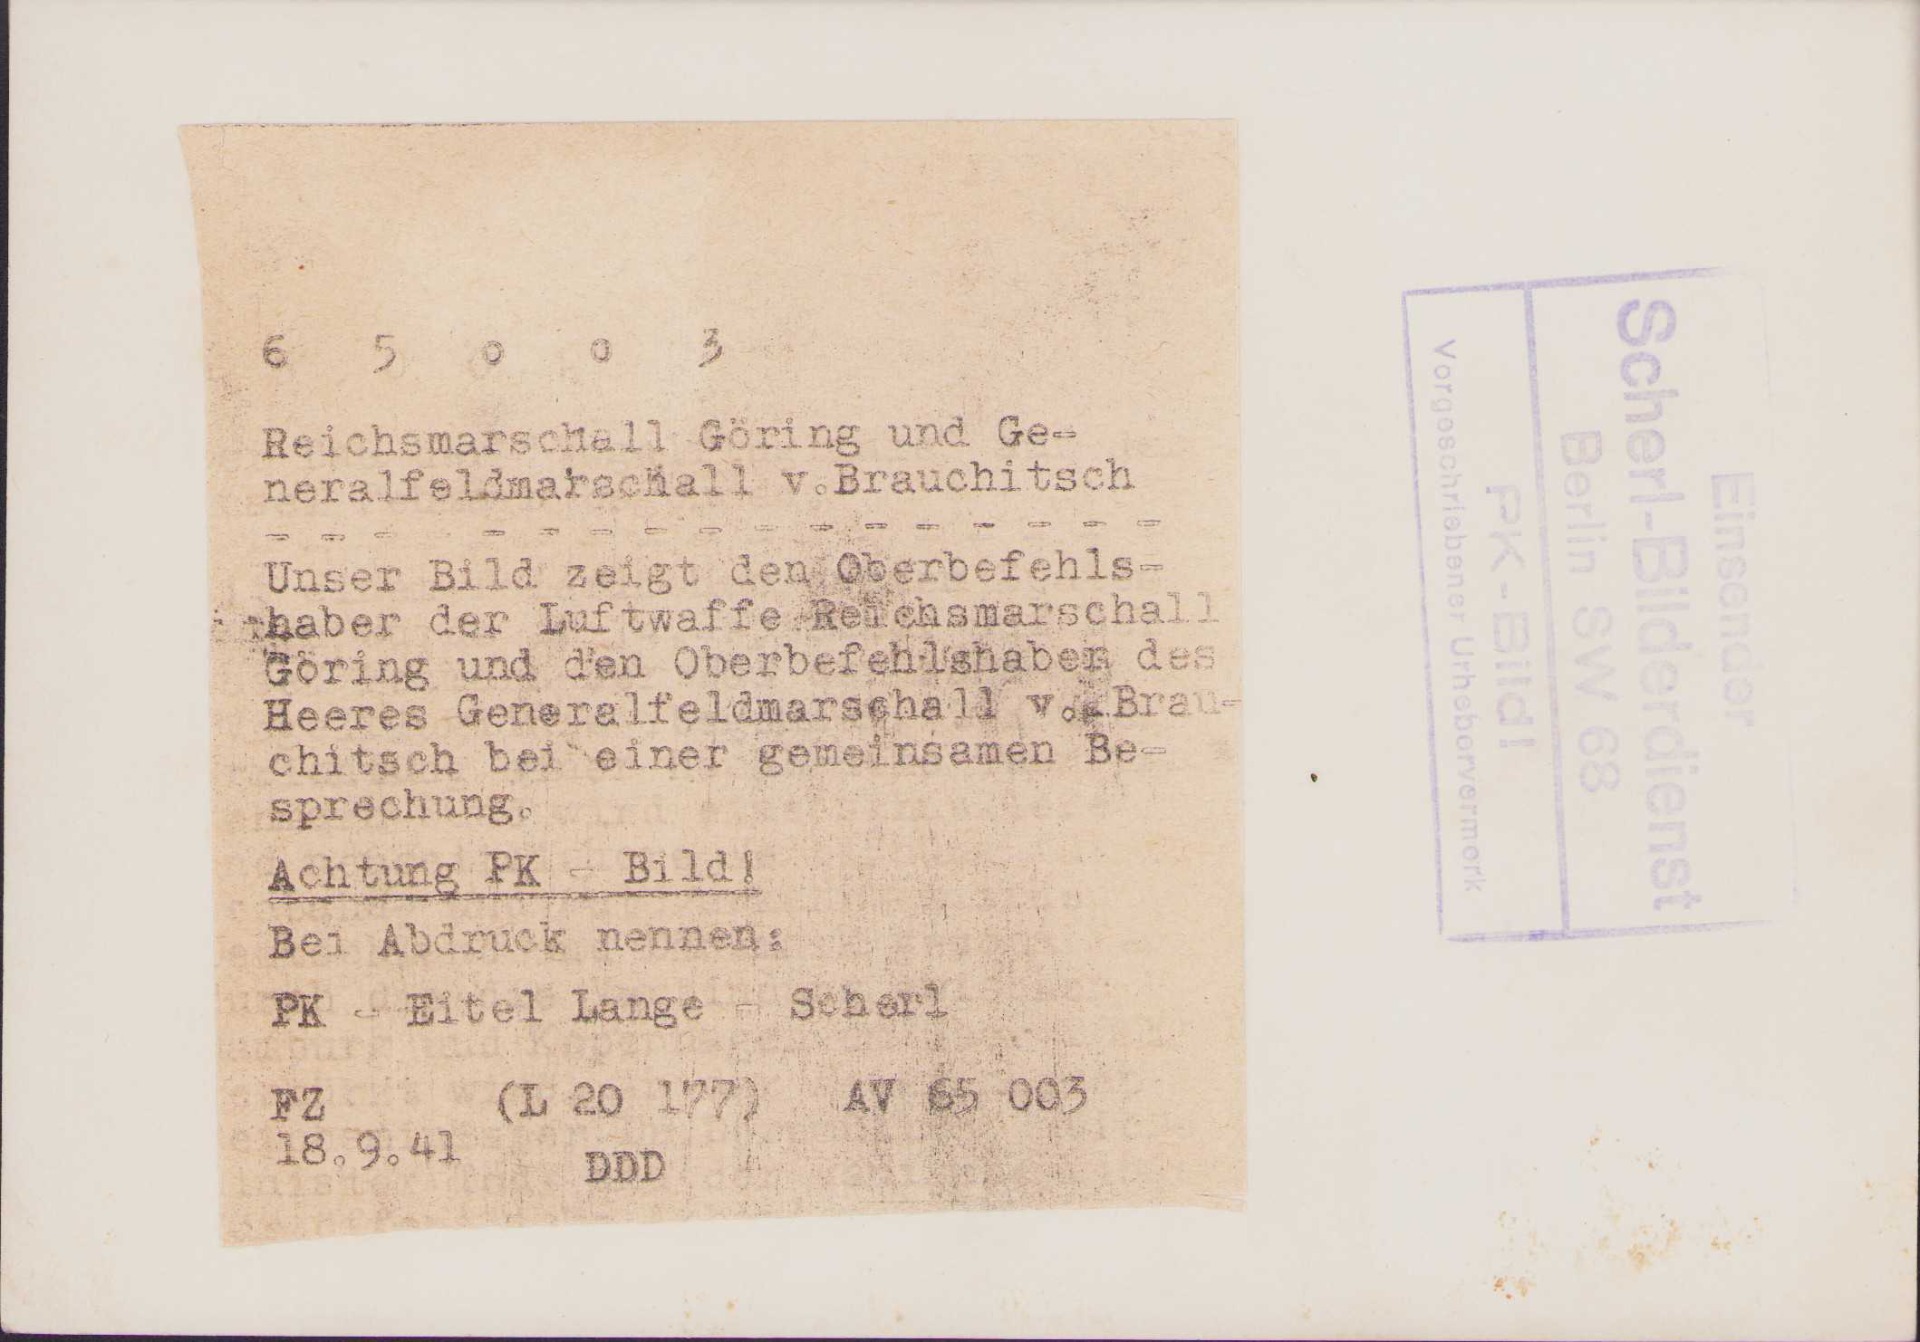 6 5 o o 3
Reichsmarschall Göring und Ge-
neralfeldmarschall v.Brauchitsch
- - - - - - - - - - - - - - - -
Unser Bild zeigt den Oberbefehls-
haber der Luftwaffe Reichsmarschall
Göring und den Oberbefehlshaber des
Heeres Generalfeldmarschall v. Brau-
chitsch bei einer gemeinsamen Be-
sprechung.
Achtung PK - Bild!
Bei Abdruck nennen:
PK - Eitel Lange - Scherl
FZ (L 20 177) AV 65 003
18.9.41 DDD
Einsender
Scherl-Bilderdienst
Berlin SW 68
PK-Bild!
Vorgeschriebener Urhebervermerk